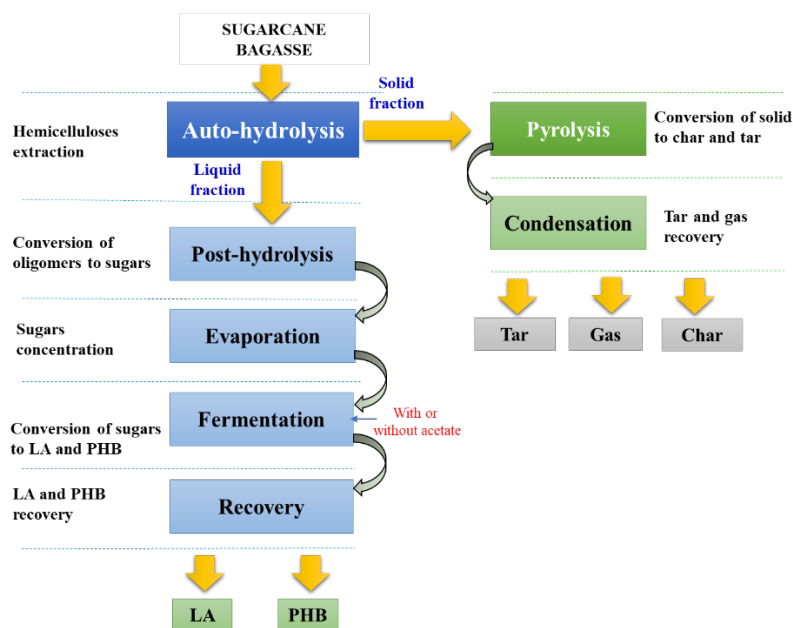 SUGARCANE
BAGASSE
Solid
fraction
Hemicelluloses
extraction
Auto-hydrolysis
Pyrolysis
Conversion of solid
to char and tar
Liquid
fraction
Condensation
Tar and gas
recovery
Conversion of
oligomers to sugars
Post-hydrolysis
Tar
Gas
Char
Sugars
concentration
Evaporation
Conversion of sugars
to LA and PHB
Fermentation
With or
without acetate
LA and PHB
recovery
Recovery
LA
PHB